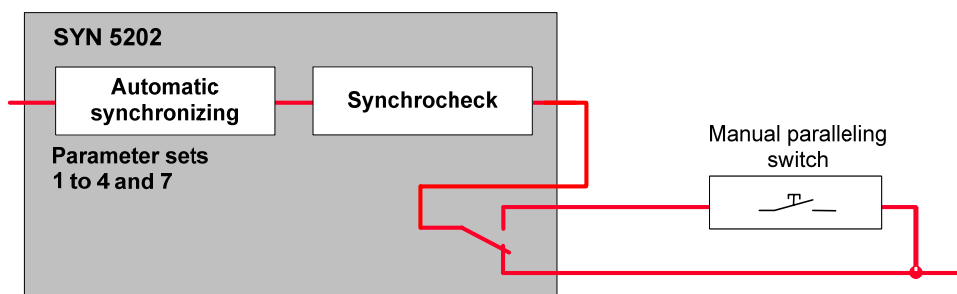 SYN 5202
Automatic
synchronizing
Synchrocheck
Parameter sets
1 to 4 and 7
Manual paralleling
switch